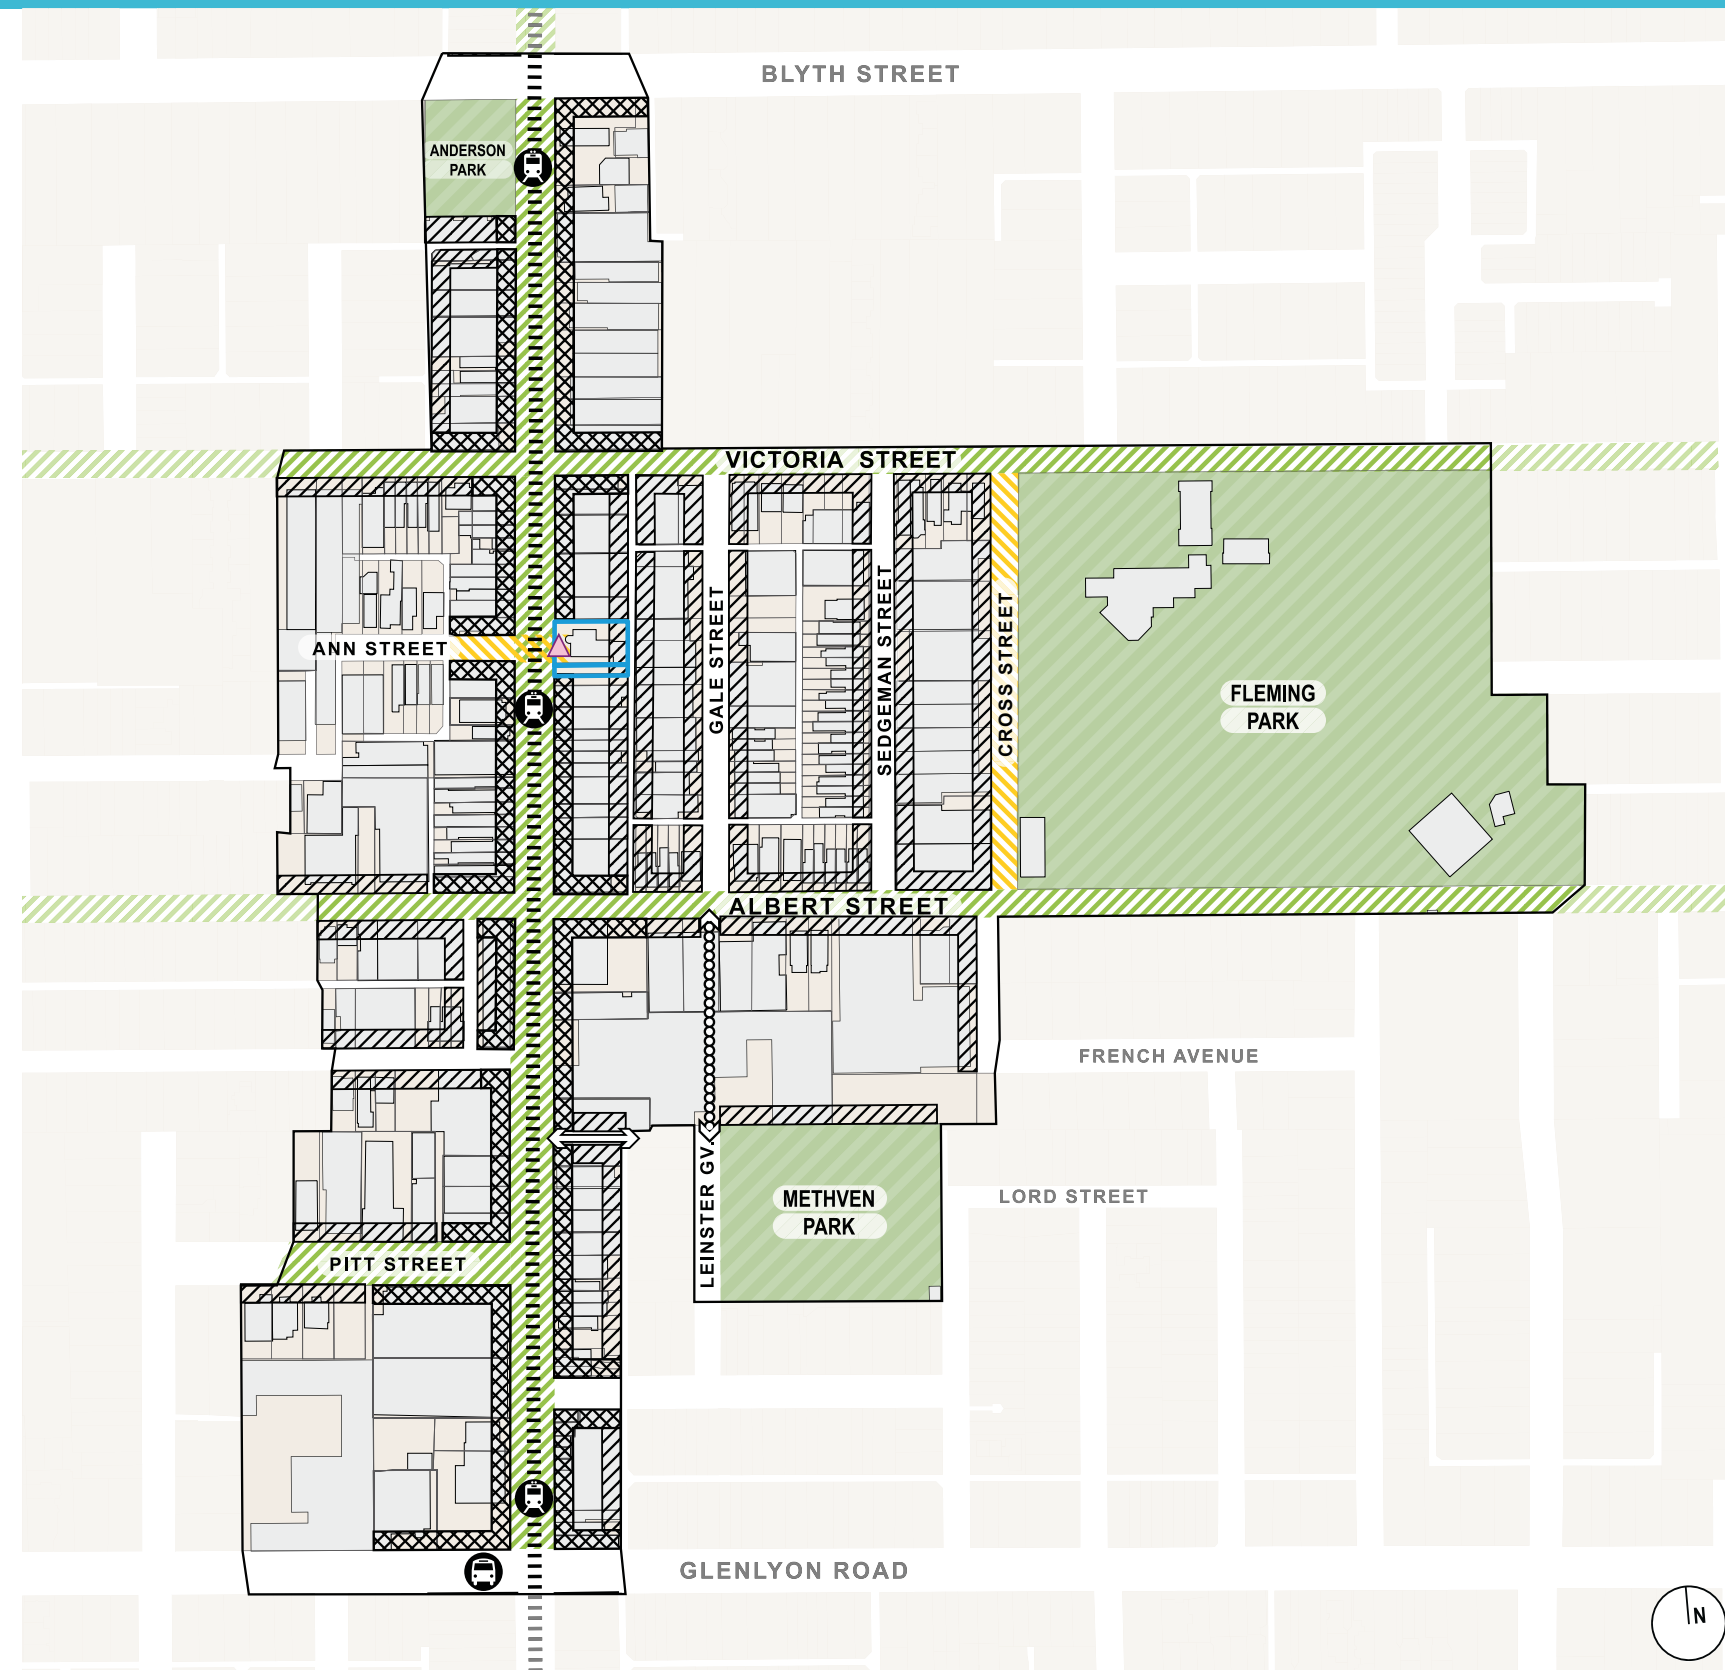 BLYTH STREET
ANDERSON
PARK
VICTORIA STREET
ANN STREET
GALE STREET
SEDGEMAN STREET
CROSS STREET
FLEMING
PARK
ALBERT STREET
FRENCH AVENUE
LEINSTER GV.
METHVEN
PARK
LORD STREET
PITT STREET
GLENLYON ROAD
N